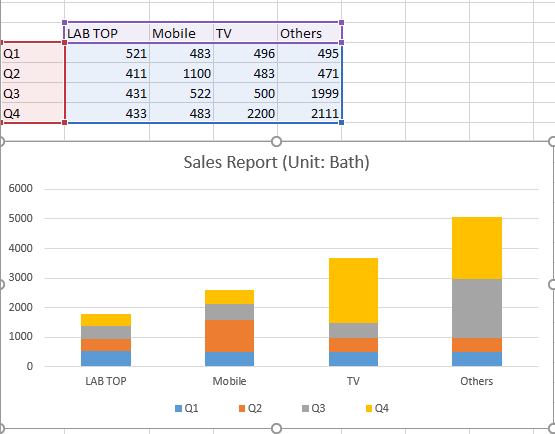 LAB TOP Mobile TV Others
Q1 521 483 496 495
Q2 411 1100 483 471
Q3 431 522 500 1999
Q4 433 483 2200 2111
Sales Report (Unit: Bath)
6000
5000
4000
3000
2000
1000
0
LAB TOP Mobile TV Others
Q1 Q2 Q3 Q4